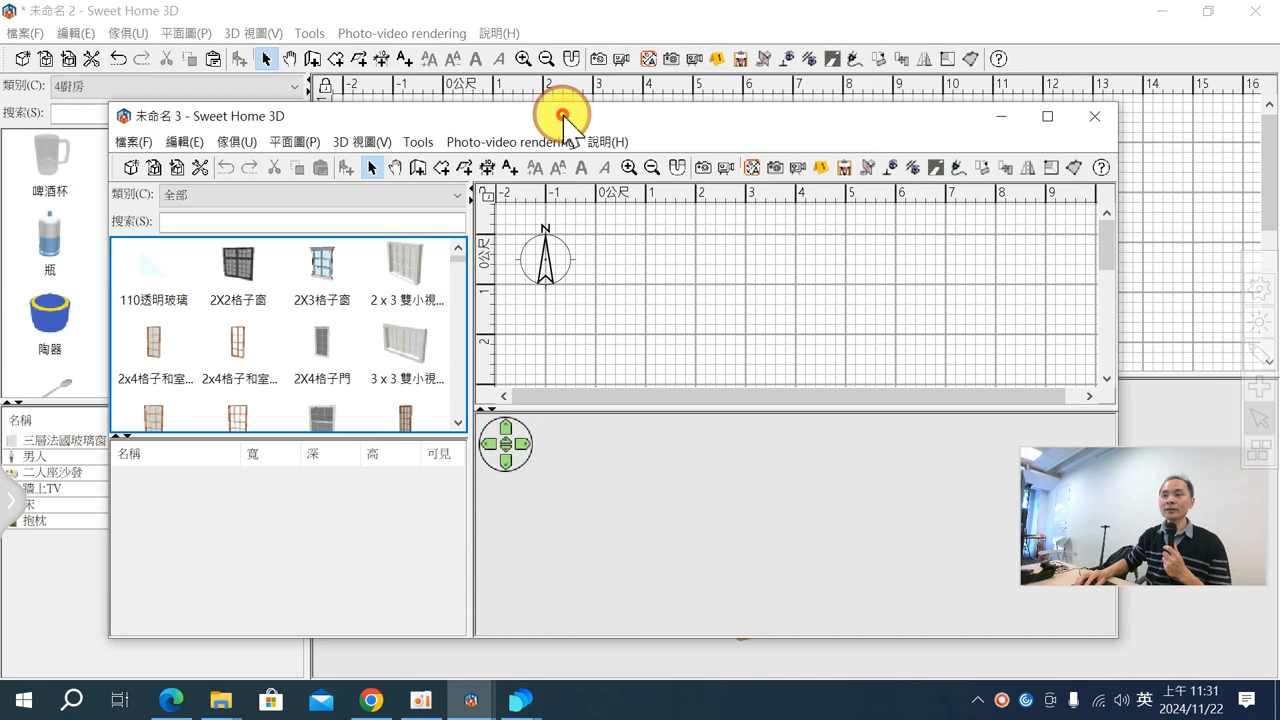 * 未命名 2 - Sweet Home 3D
檔案(F) 編輯(E) 傢俱(U) 平面圖(P) 3D 視圖(V) Tools Photo-video rendering 說明(H)
類別(C): 4廚房
搜索(S):
-2 -1 0公尺 1 2 3 4 5 6 7 8 9 10 11 12 13 14 15 16
啤酒杯
瓶
陶器
名稱
三層法國玻璃窗
男人
二人座沙發
牆上TV
床
抱枕
未命名 3 - Sweet Home 3D
檔案(F) 編輯(E) 傢俱(U) 平面圖(P) 3D 視圖(V) Tools Photo-video rendering 說明(H)
類別(C): 全部
搜索(S):
110透明玻璃 2X2格子窗 2X3格子窗 2 x 3 雙小視...
2x4格子和室... 2x4格子和室... 2X4格子門 3 x 3 雙小視...
名稱 寬 深 高 可見
-2 -1 0公尺 1 2 3 4 5 6 7 8 9
0公尺
1
2
N
英
上午 11:31
2024/11/22